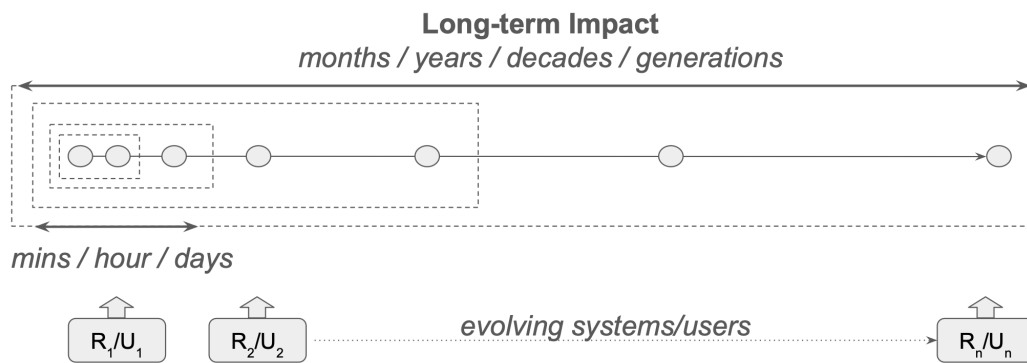 Long-term Impact
months / years / decades / generations
mins / hour / days
R1/U1
R2/U2
evolving systems/users
Rn/Un